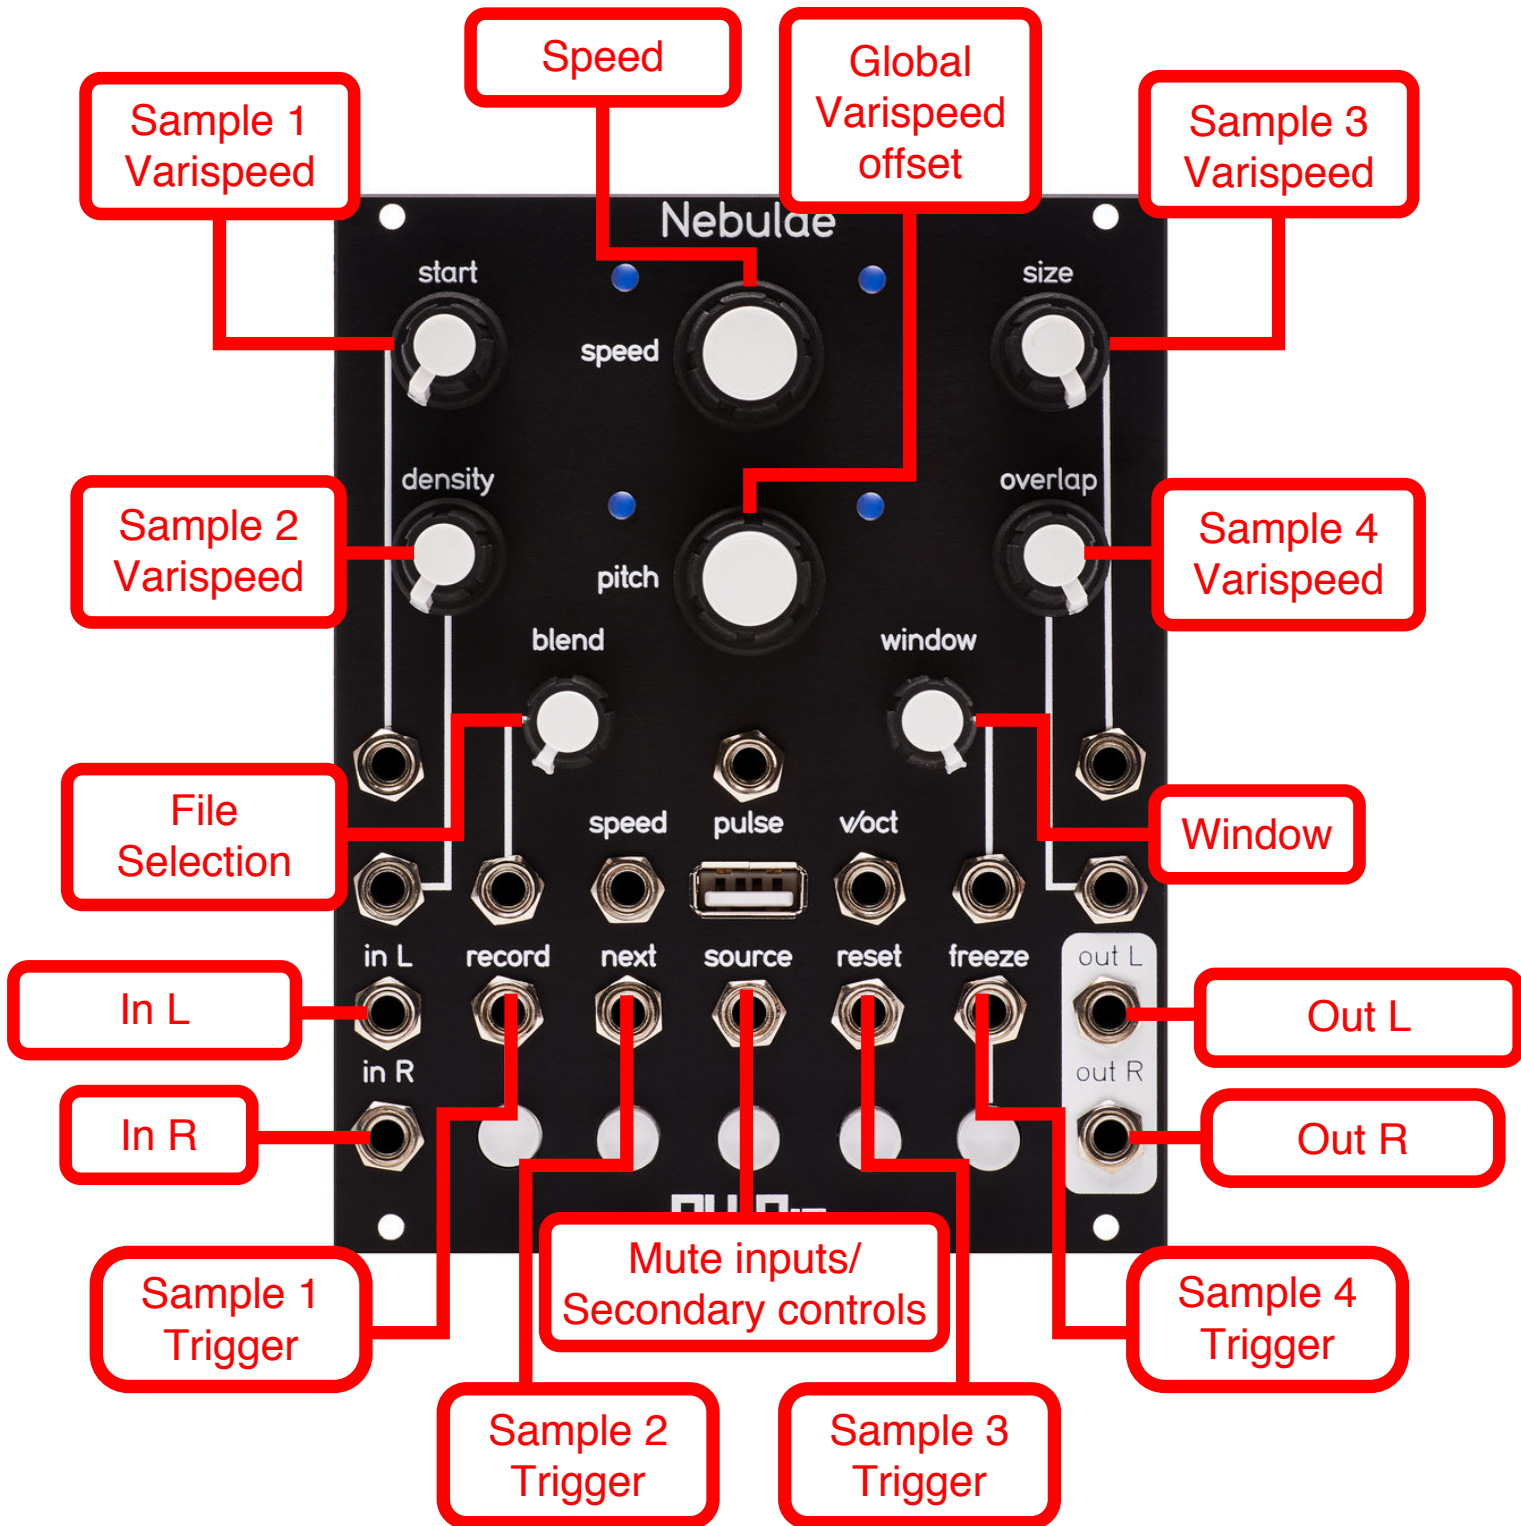 Speed
Global
Varispeed
offset
Sample 1
Varispeed
Sample 3
Varispeed
Nebulae
start
size
speed
density
overlap
Sample 2
Varispeed
Sample 4
Varispeed
pitch
blend
window
File
Selection
speed
pulse
v/oct
Window
in L
record
next
source
reset
freeze
out L
In L
Out L
in R
out R
In R
Out R
Mute inputs/
Secondary controls
Sample 1
Trigger
Sample 4
Trigger
Sample 2
Trigger
Sample 3
Trigger